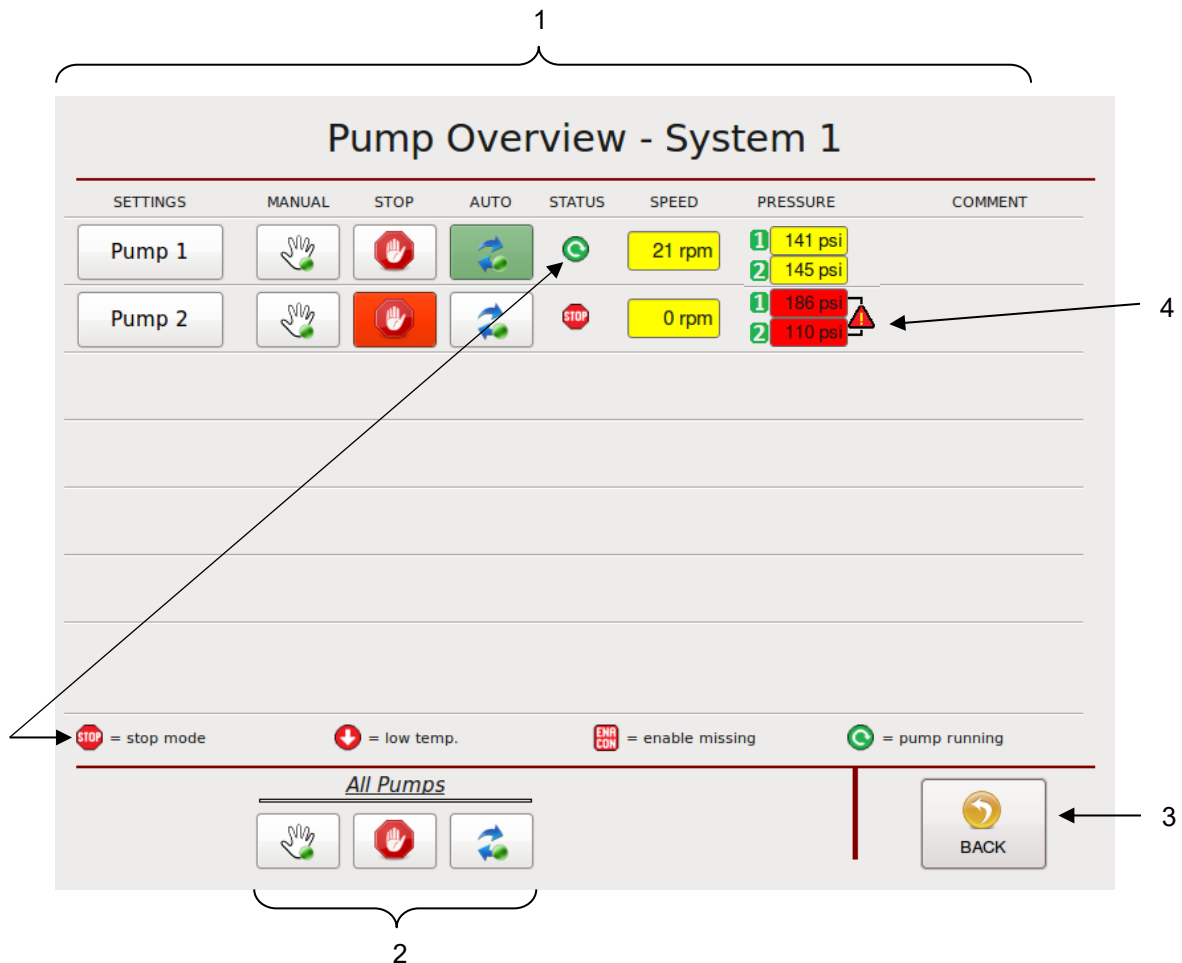 1
Pump Overview - System 1
SETTINGS MANUAL STOP AUTO STATUS SPEED PRESSURE COMMENT
Pump 1 21 rpm 1 141 psi
2 145 psi
Pump 2 STOP 0 rpm 1 186 psi
2 110 psi
4
STOP = stop mode = low temp. ENA CON = enable missing = pump running
All Pumps
BACK
3
2